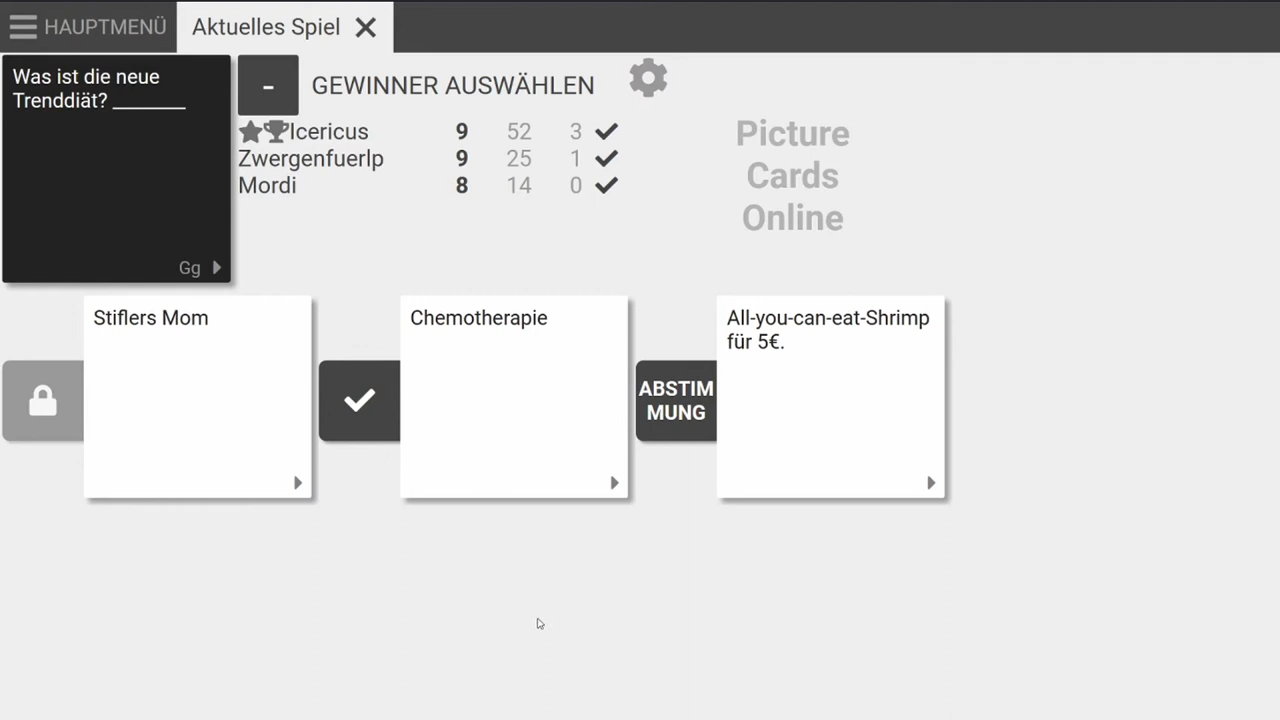 HAUPTMENÜ
Aktuelles Spiel
Was ist die neue
Trenddiät? _______
Gg
-
GEWINNER AUSWÄHLEN
Icericus 9 52 3
Zwergenfuerlp 9 25 1
Mordi 8 14 0
Picture
Cards
Online
Stiflers Mom
Chemotherapie
ABSTIM
MUNG
All-you-can-eat-Shrimp
für 5€.